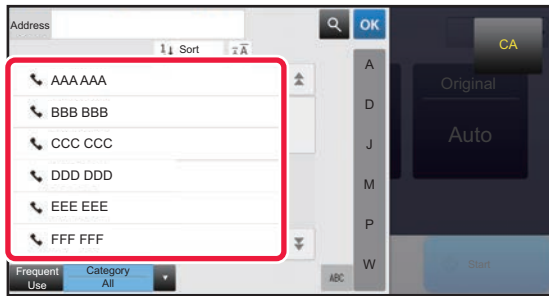 Address
OK
CA
1↓ Sort
A
AAA AAA
Original
BBB BBB
D
Auto
CCC CCC
J
DDD DDD
M
EEE EEE
P
FFF FFF
W
Frequent
Use
Category
All
ABC
Start